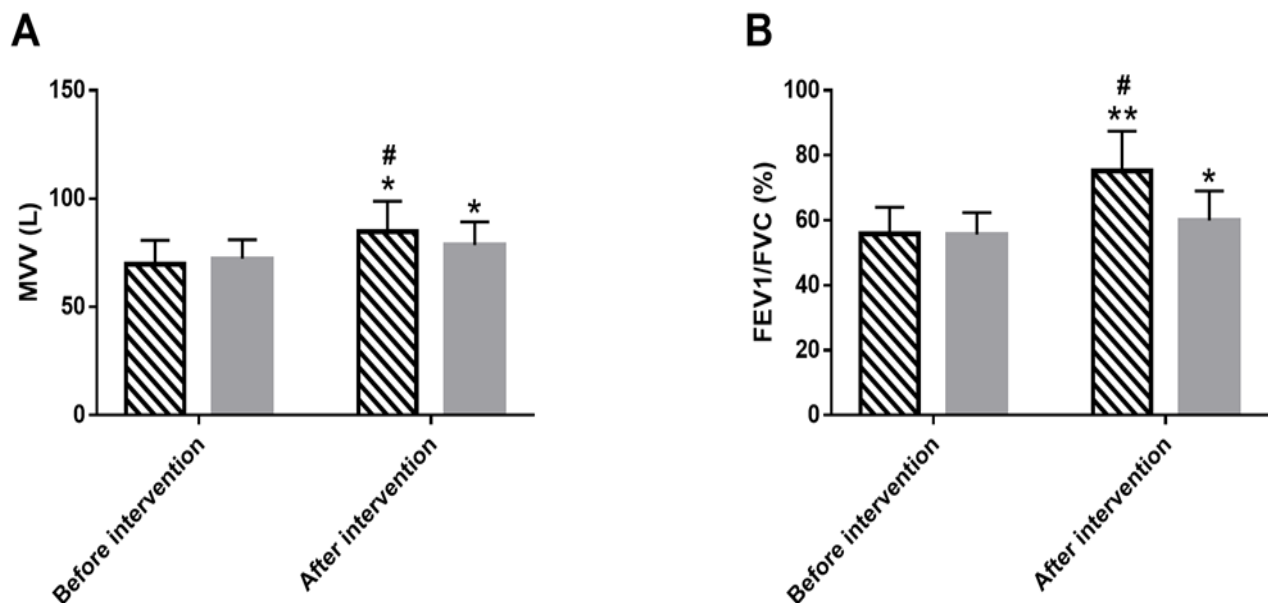 A
MVV (L)
150
100
50
0
#
*
*
Before intervention
After intervention
B
FEV1/FVC (%)
100
80
60
40
20
0
#
**
*
Before intervention
After intervention